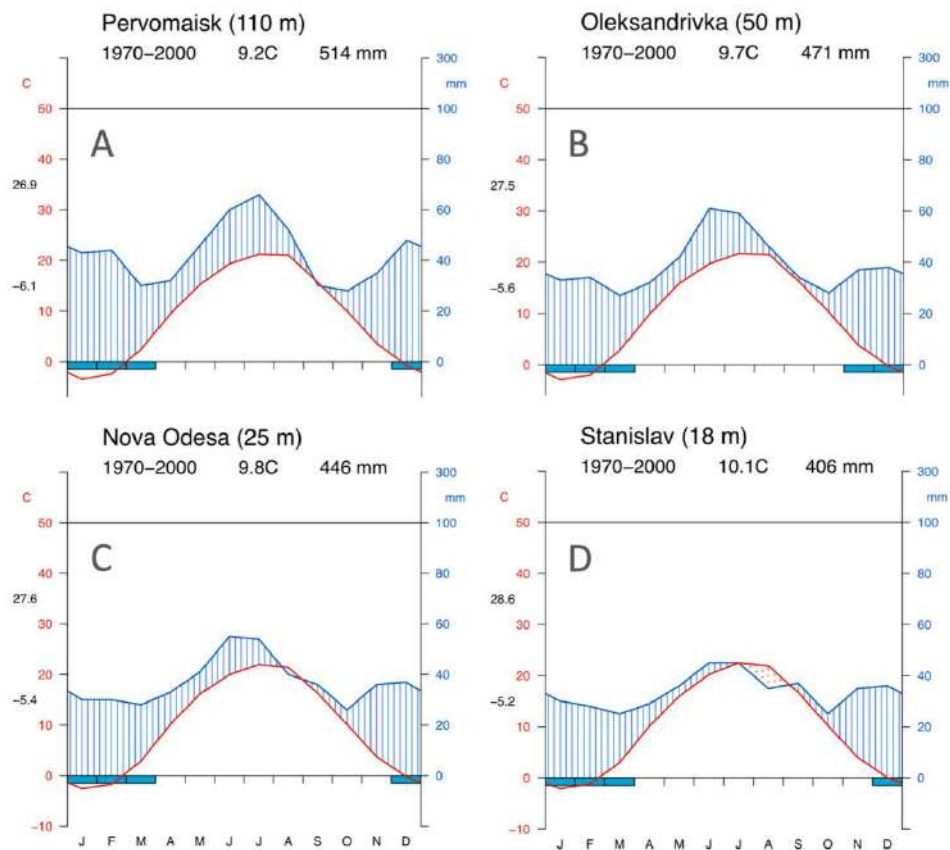 Pervomaisk (110 m)
1970–2000 9.2C 514 mm
C
300
mm
50
100
A
40
80
26.9
30
60
20
40
−6.1
10
20
0
0
Oleksandrivka (50 m)
1970–2000 9.7C 471 mm
C
300
mm
50
100
B
40
80
27.5
30
60
20
40
−5.6
10
20
0
0
Nova Odesa (25 m)
1970–2000 9.8C 446 mm
C
300
mm
50
100
C
40
80
27.6
30
60
20
40
−5.4
10
20
0
0
−10
J F M A M J J A S O N D
Stanislav (18 m)
1970–2000 10.1C 406 mm
C
300
mm
50
100
D
40
80
28.6
30
60
20
40
−5.2
10
20
0
0
−10
J F M A M J J A S O N D